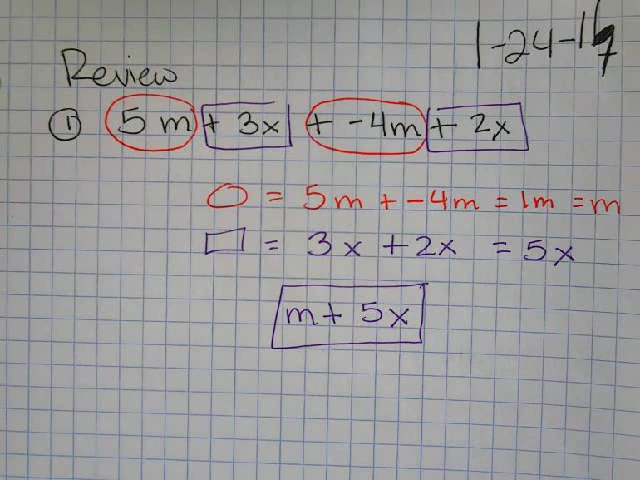 Review
1-24-17
① 5m + 3x + -4m + 2x
= 5m + -4m = 1m = m
= 3x + 2x = 5x
m + 5x